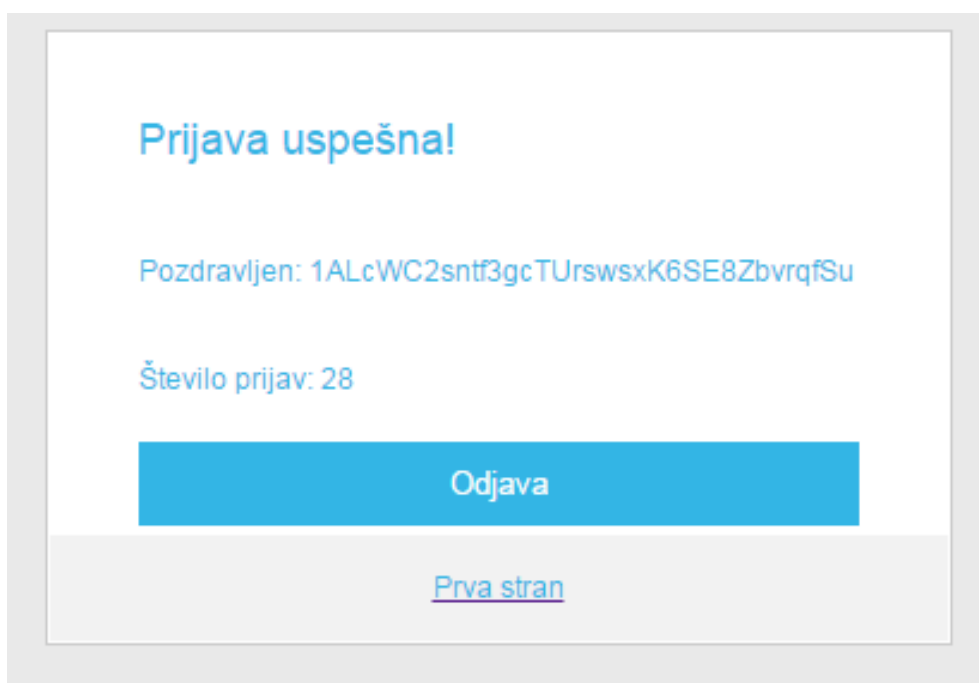 Prijava uspešna!
Pozdravljen: 1ALcWC2sntf3gcTUrswsxK6SE8ZbvrqfSu
Število prijav: 28
Odjava
Prva stran